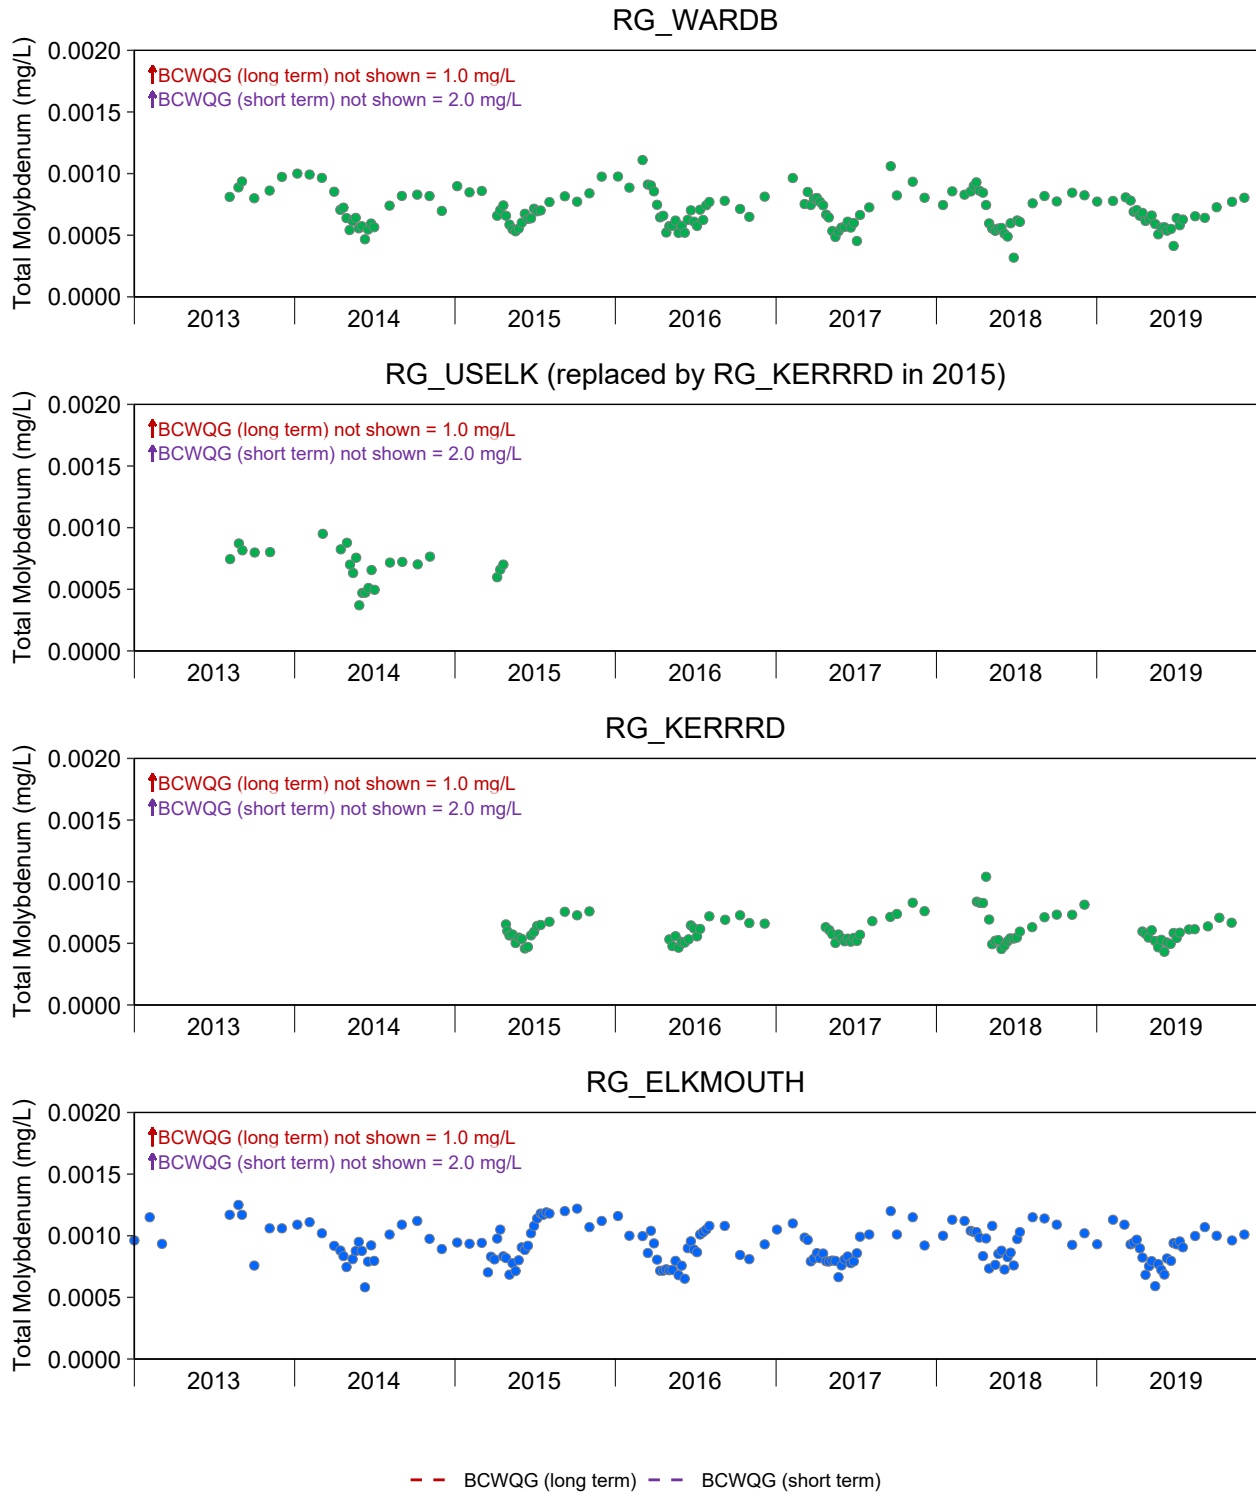 RG_WARDB
Total Molybdenum (mg/L)
0.0020
0.0015
0.0010
0.0005
0.0000
BCWQG (long term) not shown = 1.0 mg/L
BCWQG (short term) not shown = 2.0 mg/L
2013 2014 2015 2016 2017 2018 2019
RG_USELK (replaced by RG_KERRRD in 2015)
Total Molybdenum (mg/L)
0.0020
0.0015
0.0010
0.0005
0.0000
BCWQG (long term) not shown = 1.0 mg/L
BCWQG (short term) not shown = 2.0 mg/L
2013 2014 2015 2016 2017 2018 2019
RG_KERRRD
Total Molybdenum (mg/L)
0.0020
0.0015
0.0010
0.0005
0.0000
BCWQG (long term) not shown = 1.0 mg/L
BCWQG (short term) not shown = 2.0 mg/L
2013 2014 2015 2016 2017 2018 2019
RG_ELKMOUTH
Total Molybdenum (mg/L)
0.0020
0.0015
0.0010
0.0005
0.0000
BCWQG (long term) not shown = 1.0 mg/L
BCWQG (short term) not shown = 2.0 mg/L
2013 2014 2015 2016 2017 2018 2019
BCWQG (long term) BCWQG (short term)